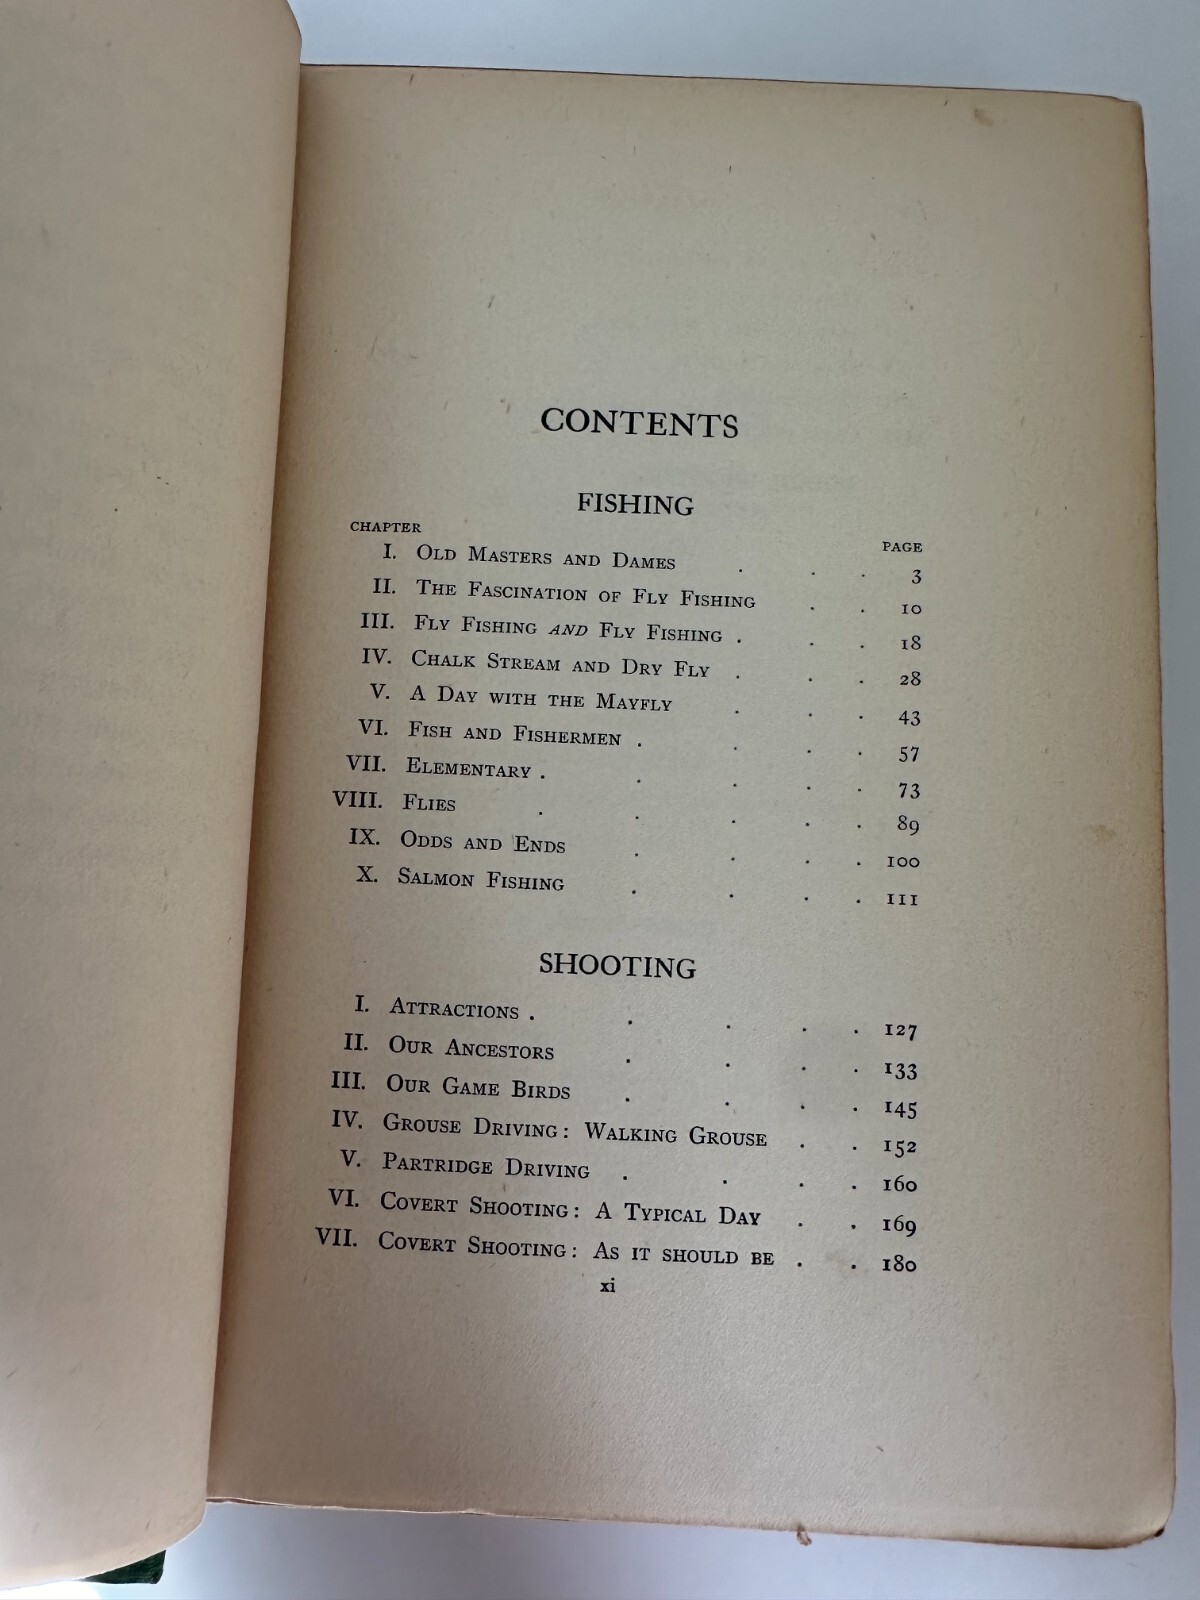 CONTENTS
FISHING
CHAPTER PAGE
I. OLD MASTERS AND DAMES . . . 3
II. THE FASCINATION OF FLY FISHING . . 10
III. FLY FISHING AND FLY FISHING . . . 18
IV. CHALK STREAM AND DRY FLY . . . 28
V. A DAY WITH THE MAYFLY . . . 43
VI. FISH AND FISHERMEN . . . . 57
VII. ELEMENTARY . . . . . 73
VIII. FLIES . . . . . 89
IX. ODDS AND ENDS . . . . 100
X. SALMON FISHING . . . . 111
SHOOTING
I. ATTRACTIONS . . . . . 127
II. OUR ANCESTORS . . . . 133
III. OUR GAME BIRDS . . . . 145
IV. GROUSE DRIVING: WALKING GROUSE . . 152
V. PARTRIDGE DRIVING . . . . 160
VI. COVERT SHOOTING: A TYPICAL DAY . . 169
VII. COVERT SHOOTING: AS IT SHOULD BE . . 180
xi